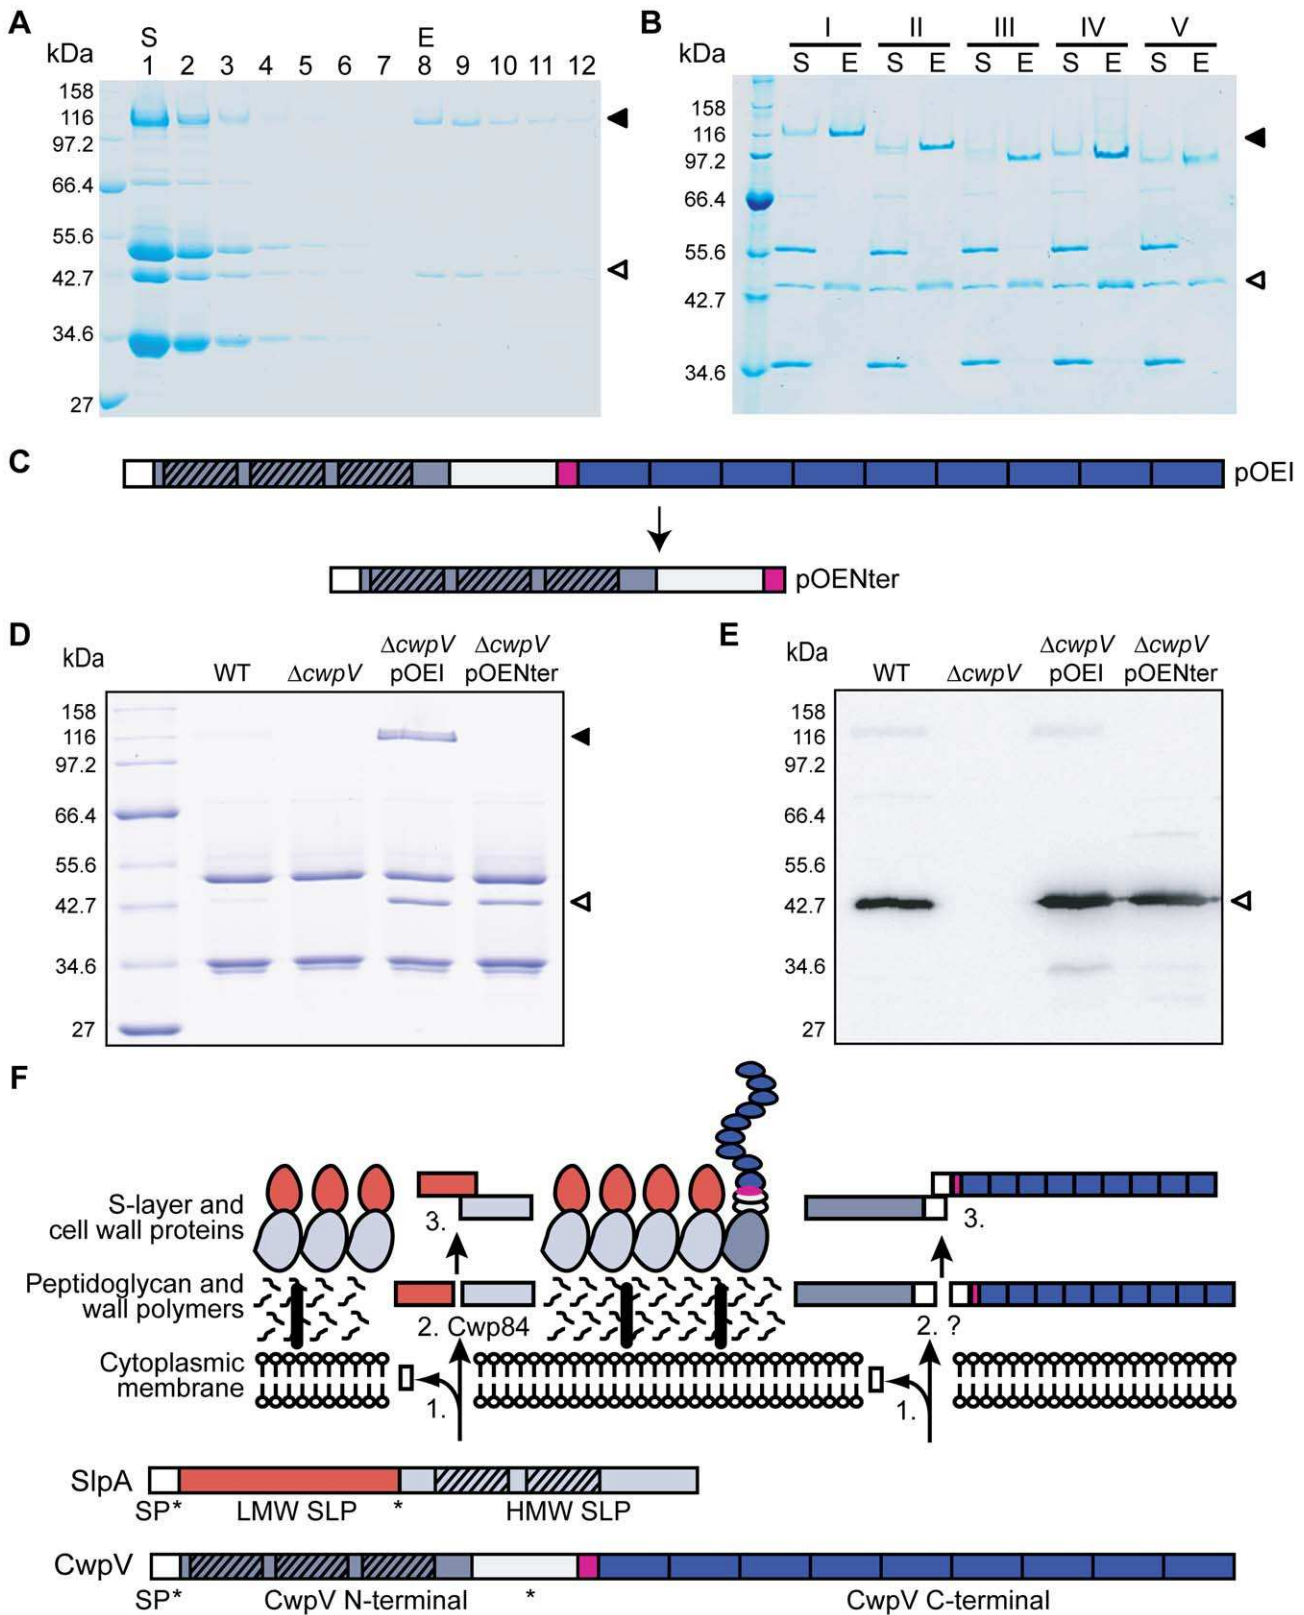 A
S E
kDa 1 2 3 4 5 6 7 8 9 10 11 12
158
116
97.2
66.4
55.6
42.7
34.6
27
B
I II III IV V
kDa S E S E S E S E S E
158
116
97.2
66.4
55.6
42.7
34.6
C
pOEI
pOENter
D
kDa WT ΔcwpV ΔcwpV pOEI ΔcwpV pOENter
158
116
97.2
66.4
55.6
42.7
34.6
27
E
kDa WT ΔcwpV ΔcwpV pOEI ΔcwpV pOENter
158
116
97.2
66.4
55.6
42.7
34.6
27
F
S-layer and
cell wall proteins
3.
3.
Peptidoglycan and
wall polymers
2. Cwp84
2. ?
Cytoplasmic
membrane
1.
1.
SlpA
SP* LMW SLP * HMW SLP
CwpV
SP* CwpV N-terminal * CwpV C-terminal